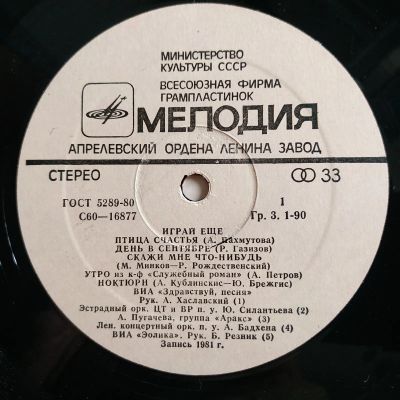 МИНИСТЕРСТВО
КУЛЬТУРЫ СССР
ВСЕСОЮЗНАЯ ФИРМА
ГРАМПЛАСТИНОК
МЕЛОДИЯ
АПРЕЛЕВСКИЙ ОРДЕНА ЛЕНИНА ЗАВОД
СТЕРЕО 33
ГОСТ 5289-80 1
С60—16877 Гр. 3. 1-90
ИГРАЙ ЕЩЕ
ПТИЦА СЧАСТЬЯ (А. Пахмутова)
ДЕНЬ В СЕНТЯБРЕ (Р. Газизов)
СКАЖИ МНЕ ЧТО-НИБУДЬ
(М. Минков—Р. Рождественский)
УТРО из к-ф «Служебный роман» (А. Петров)
НОКТЮРН (А. Кублинскис—Ю. Брежгис)
ВИА «Здравствуй, песня»
Рук. А. Хаславский (1)
Эстрадный орк. ЦТ и ВР п. у. Ю. Силантьева (2)
А. Пугачева, группа «Аракс» (3)
Лен. концертный орк. п. у. А. Бадхена (4)
ВИА «Эолика». Рук. Б. Резник (5)
Запись 1981 г.